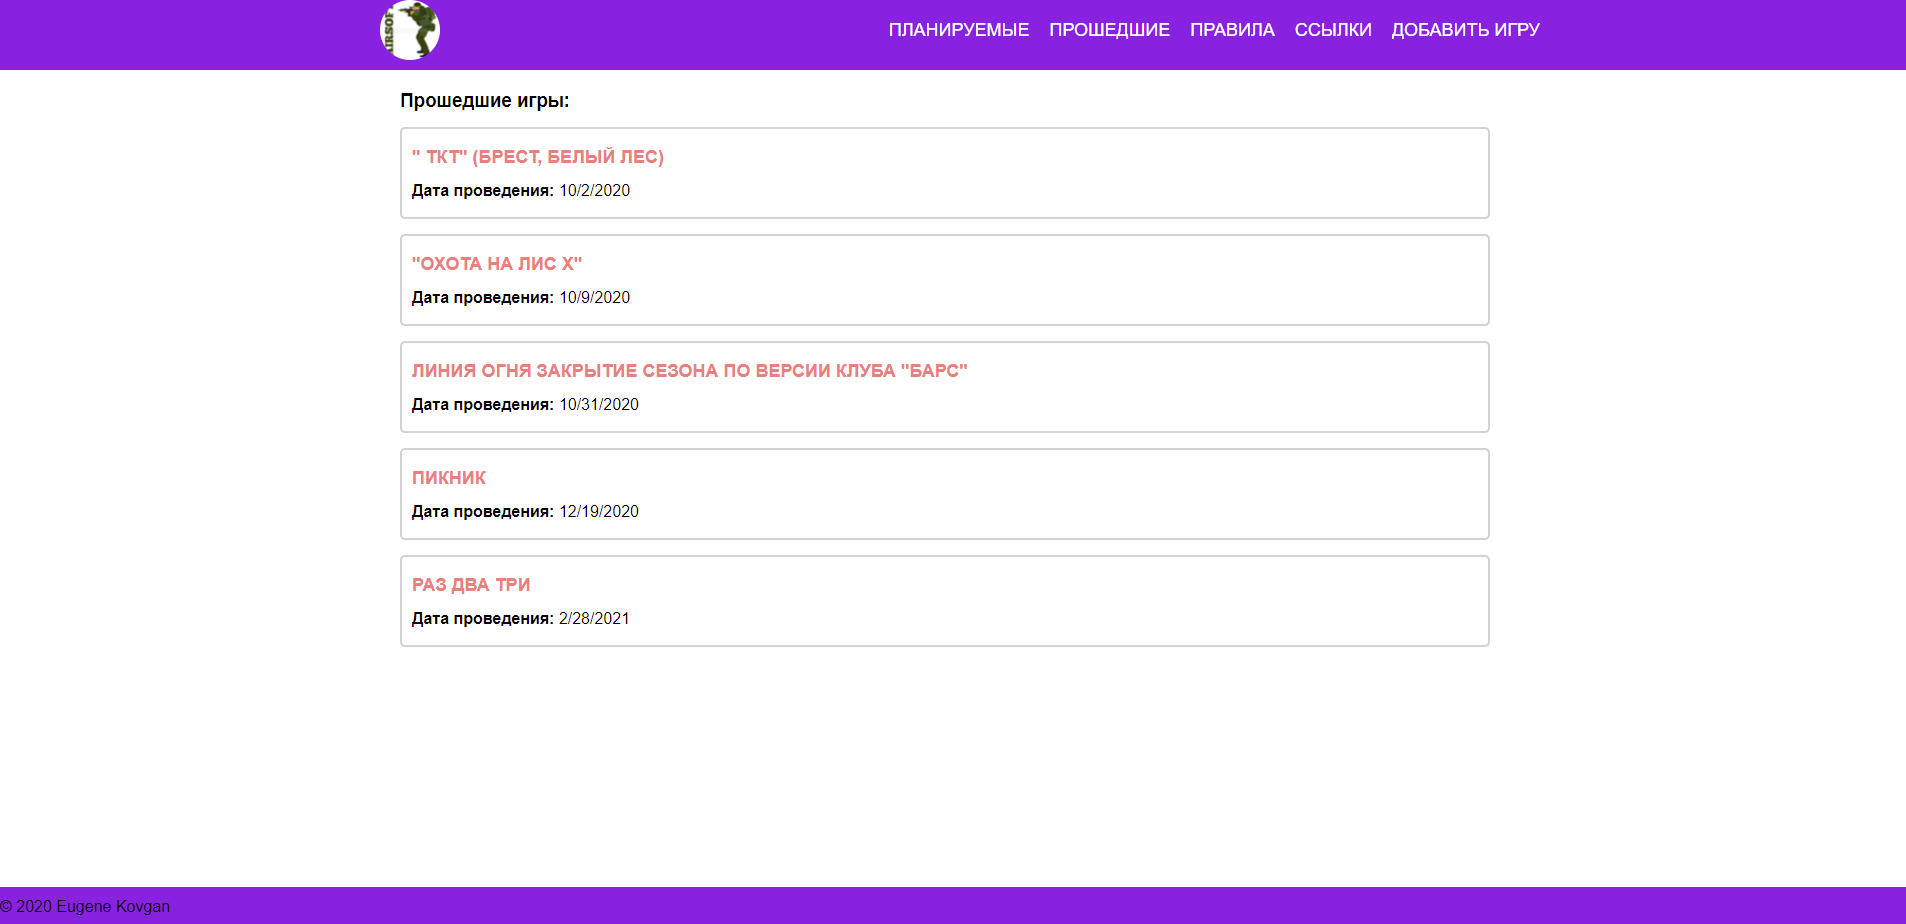 AIRSOF
ПЛАНИРУЕМЫЕ ПРОШЕДШИЕ ПРАВИЛА ССЫЛКИ ДОБАВИТЬ ИГРУ
Прошедшие игры:
" ТКТ" (БРЕСТ, БЕЛЫЙ ЛЕС)
Дата проведения: 10/2/2020
"ОХОТА НА ЛИС X"
Дата проведения: 10/9/2020
ЛИНИЯ ОГНЯ ЗАКРЫТИЕ СЕЗОНА ПО ВЕРСИИ КЛУБА "БАРС"
Дата проведения: 10/31/2020
ПИКНИК
Дата проведения: 12/19/2020
РАЗ ДВА ТРИ
Дата проведения: 2/28/2021
© 2020 Eugene Kovgan